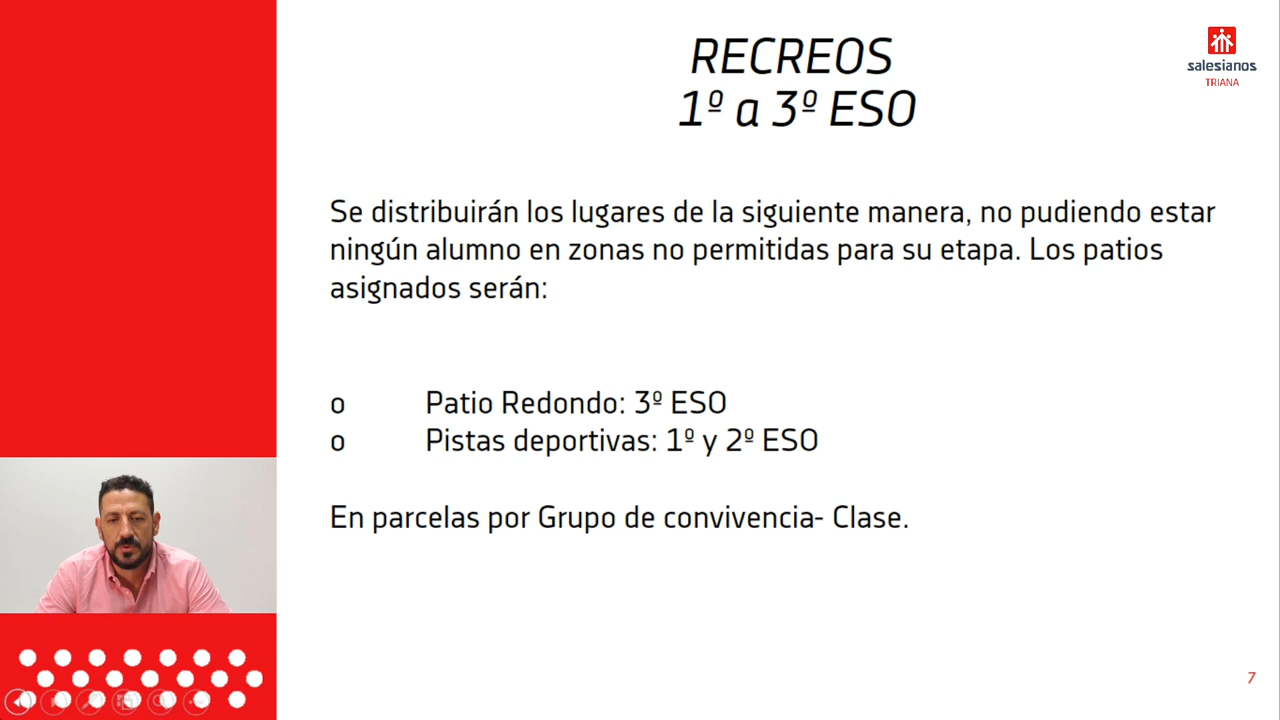 RECREOS
1º a 3º ESO
salesianos
TRIANA
Se distribuirán los lugares de la siguiente manera, no pudiendo estar
ningún alumno en zonas no permitidas para su etapa. Los patios
asignados serán:
o Patio Redondo: 3º ESO
o Pistas deportivas: 1º y 2º ESO
En parcelas por Grupo de convivencia- Clase.
7